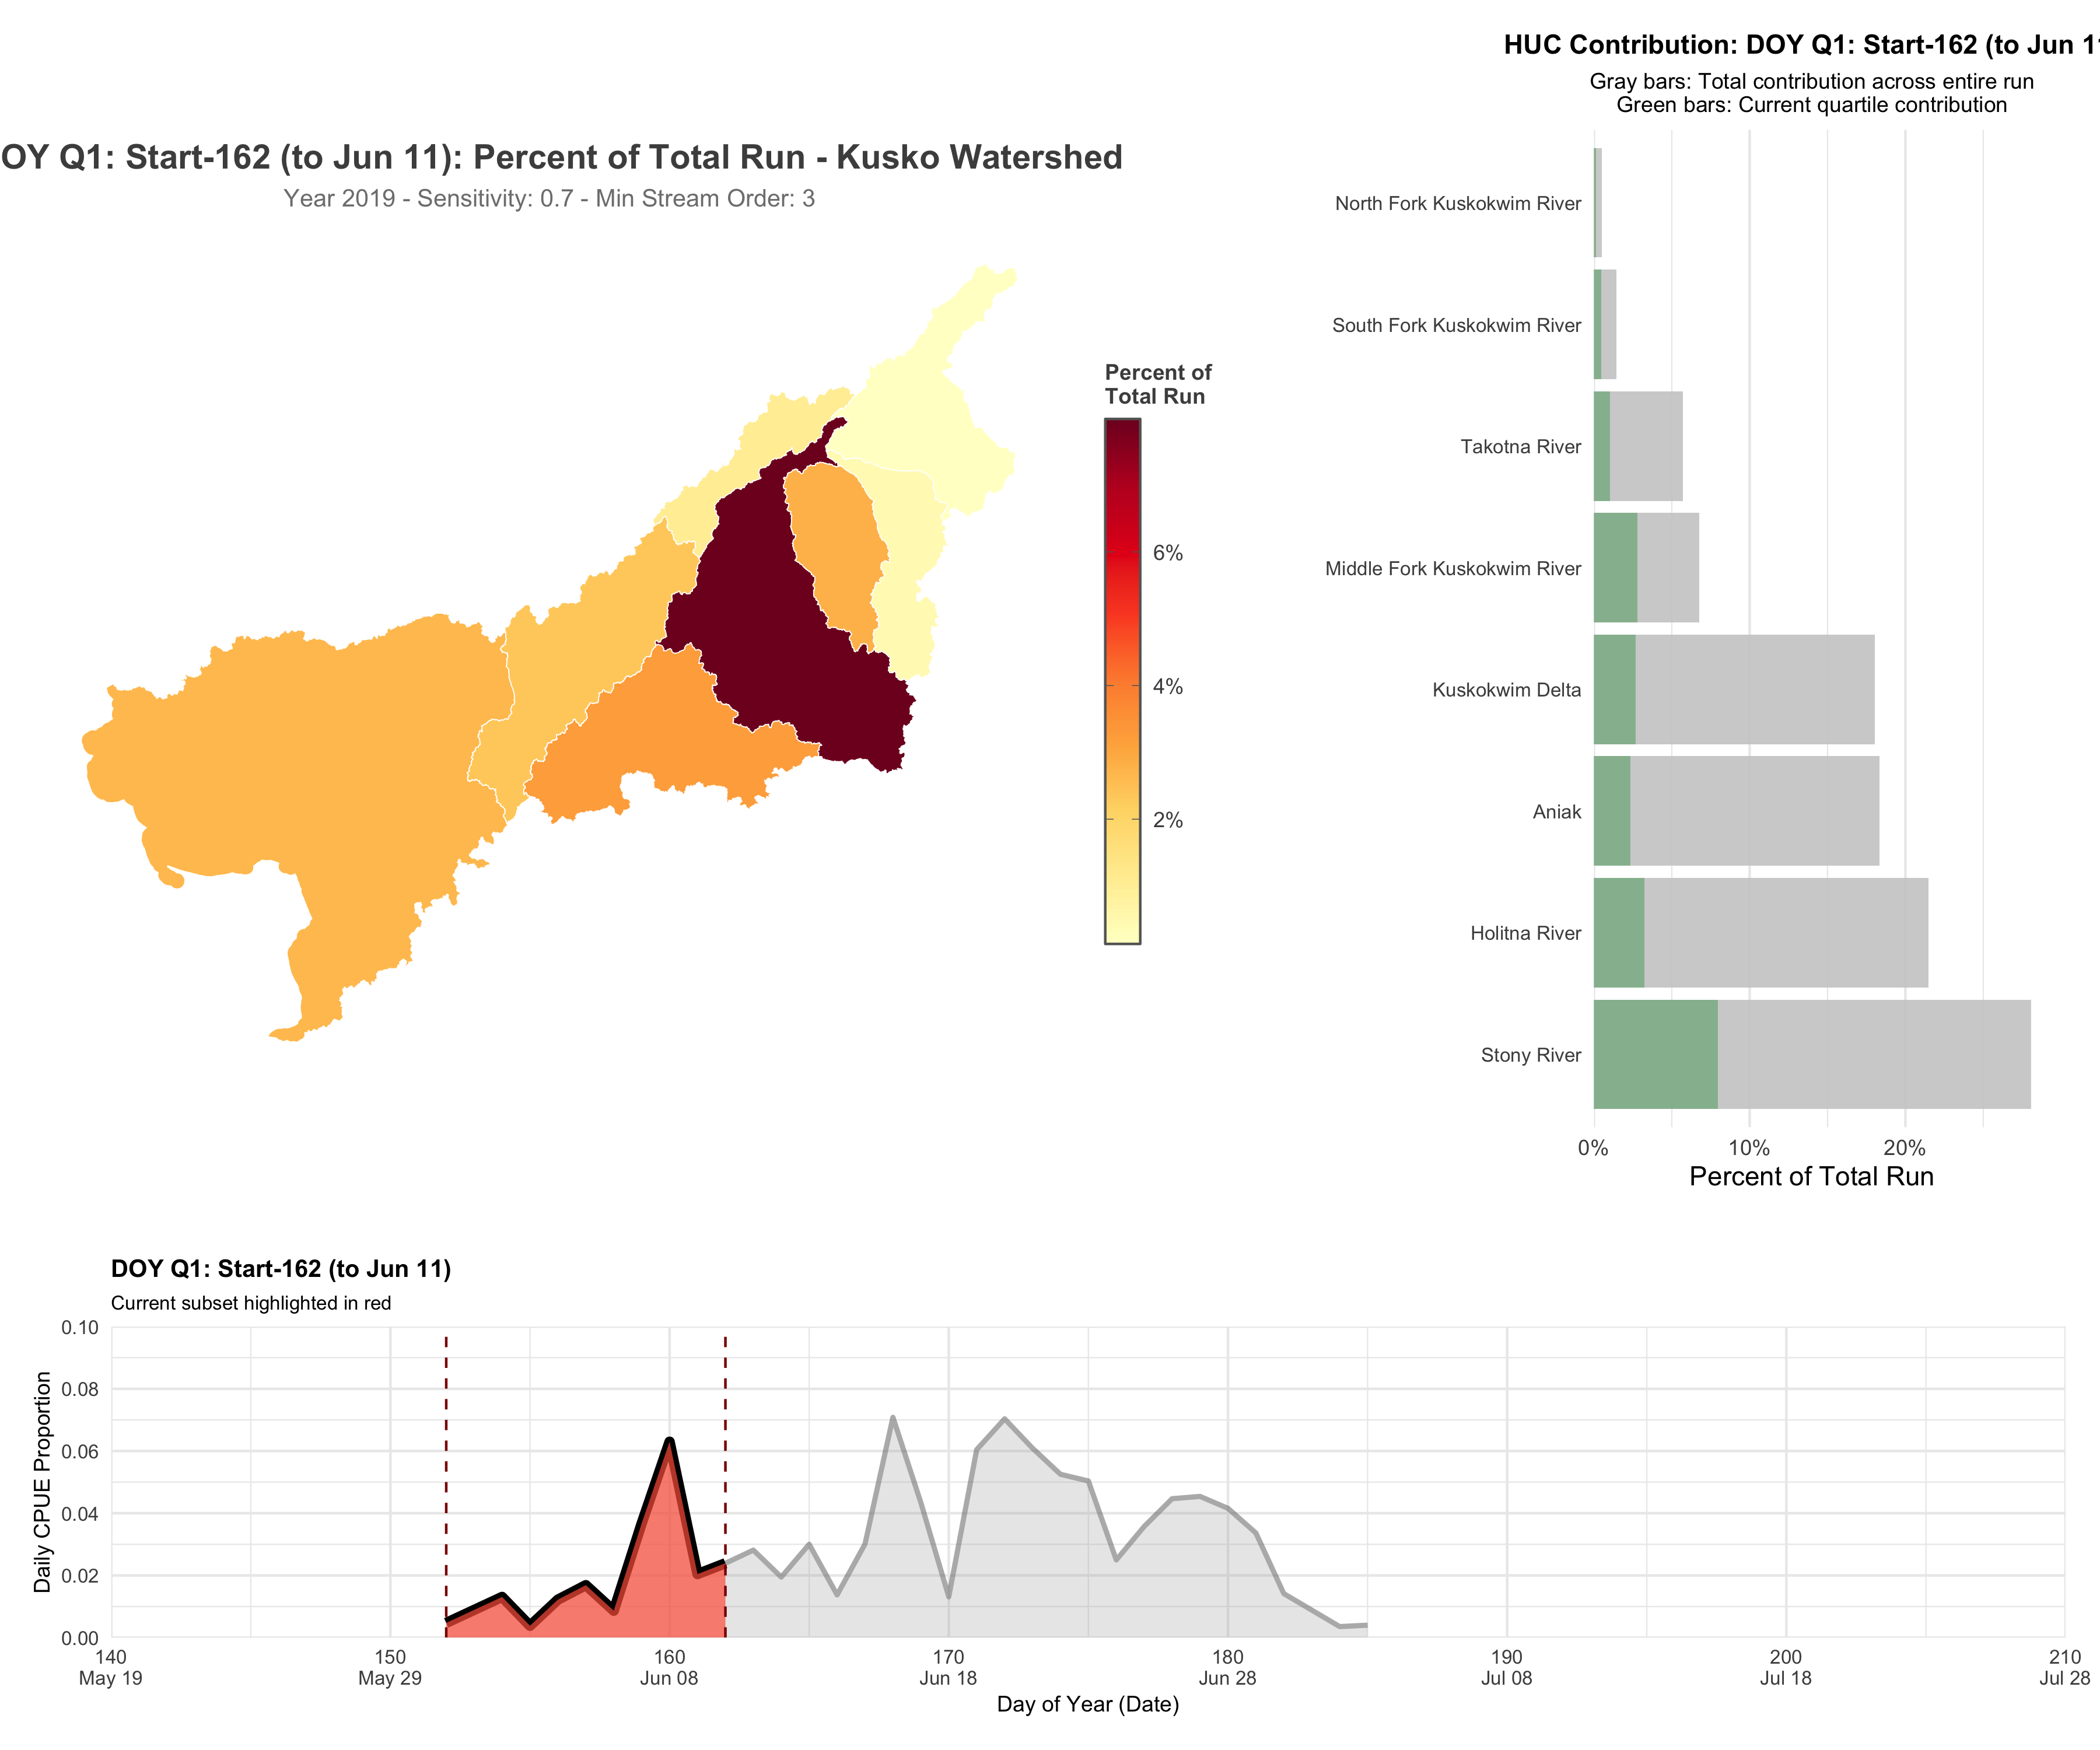 OY Q1: Start-162 (to Jun 11): Percent of Total Run - Kusko Watershed
Year 2019 - Sensitivity: 0.7 - Min Stream Order: 3
Percent of
Total Run
6%
4%
2%
HUC Contribution: DOY Q1: Start-162 (to Jun 1
Gray bars: Total contribution across entire run
Green bars: Current quartile contribution
North Fork Kuskokwim River
South Fork Kuskokwim River
Takotna River
Middle Fork Kuskokwim River
Kuskokwim Delta
Aniak
Holitna River
Stony River
0% 10% 20%
Percent of Total Run
DOY Q1: Start-162 (to Jun 11)
Current subset highlighted in red
Daily CPUE Proportion
0.10
0.08
0.06
0.04
0.02
0.00
140 150 160 170 180 190 200 210
May 19 May 29 Jun 08 Jun 18 Jun 28 Jul 08 Jul 18 Jul 28
Day of Year (Date)